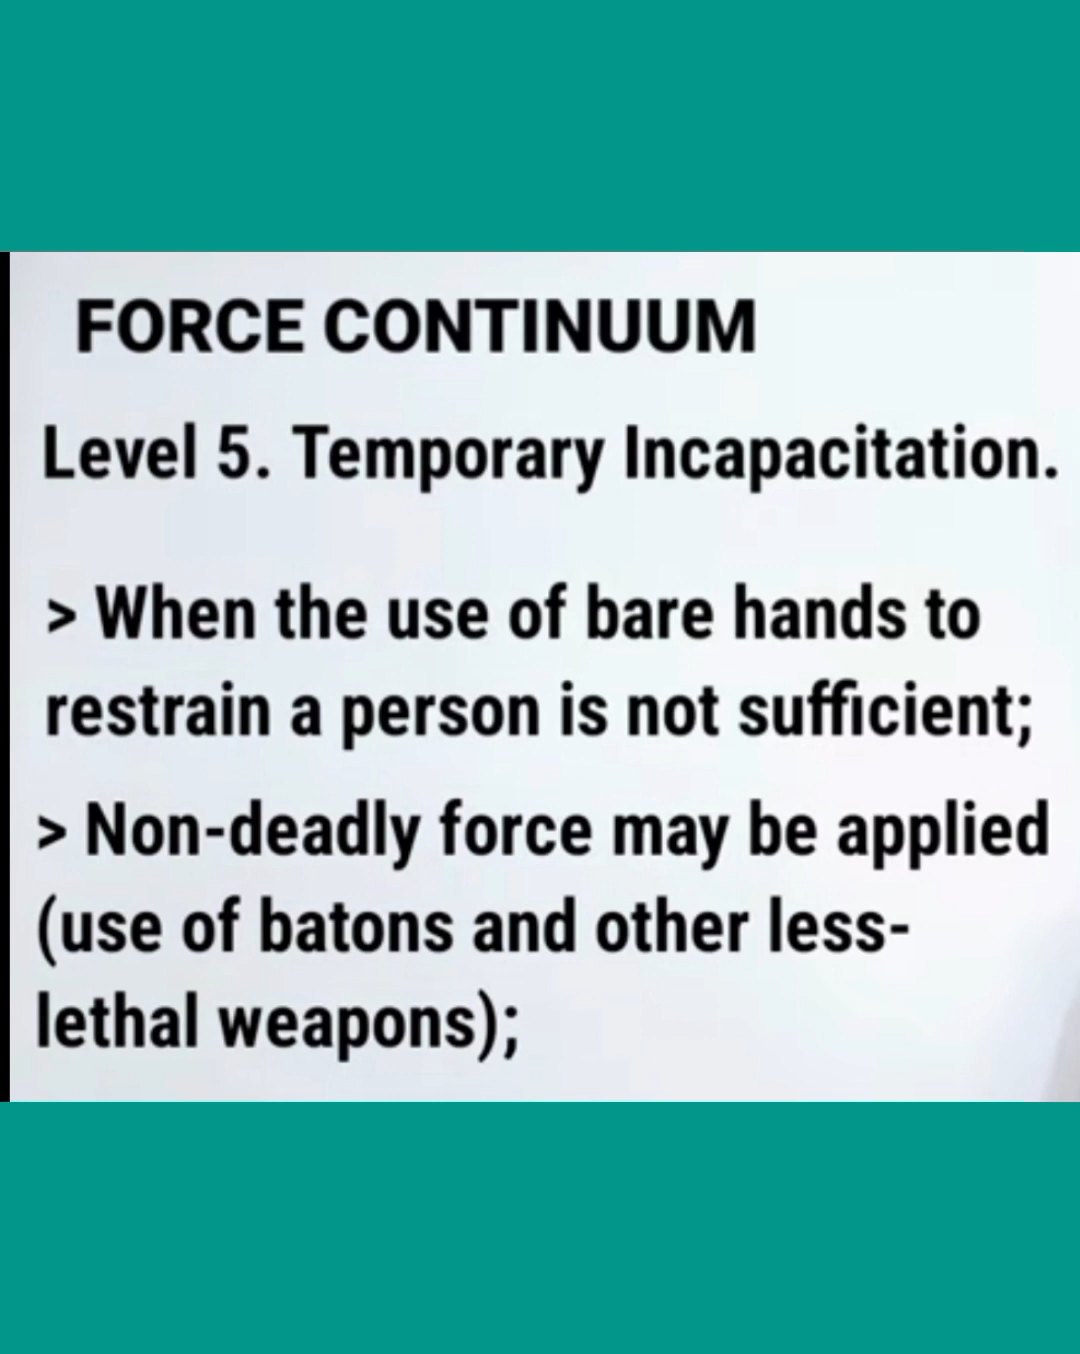 FORCE CONTINUUM
Level 5. Temporary Incapacitation.
> When the use of bare hands to
restrain a person is not sufficient;
> Non-deadly force may be applied
(use of batons and other less-
lethal weapons);